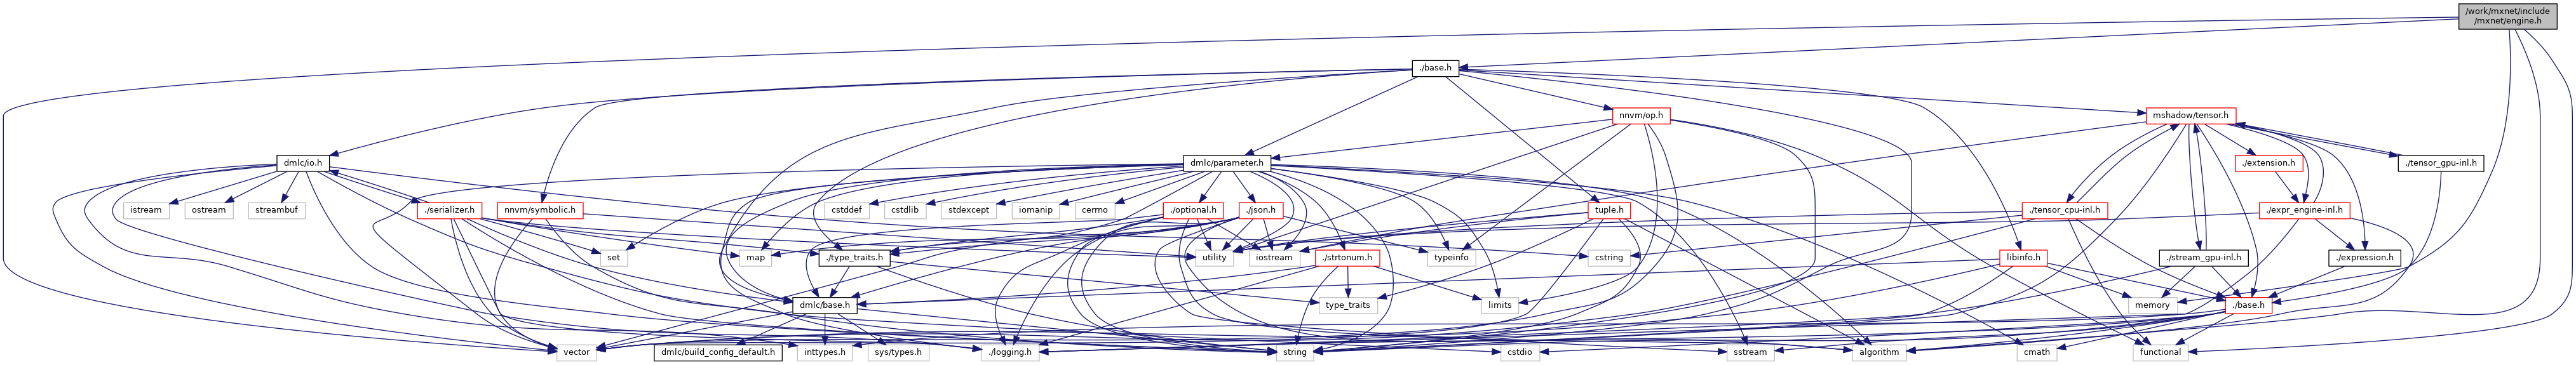 /work/mxnet/include
/mxnet/engine.h
./base.h
nnvm/op.h
mshadow/tensor.h
dmlc/io.h
dmlc/parameter.h
./extension.h
./tensor_gpu-inl.h
istream
ostream
streambuf
./serializer.h
nnvm/symbolic.h
cstddef
cstdlib
stdexcept
iomanip
cerrno
./optional.h
./json.h
tuple.h
./tensor_cpu-inl.h
./expr_engine-inl.h
set
map
./type_traits.h
utility
iostream
./strtonum.h
typeinfo
cstring
libinfo.h
./stream_gpu-inl.h
./expression.h
dmlc/base.h
type_traits
limits
memory
./base.h
vector
dmlc/build_config_default.h
inttypes.h
sys/types.h
./logging.h
string
cstdio
sstream
algorithm
cmath
functional